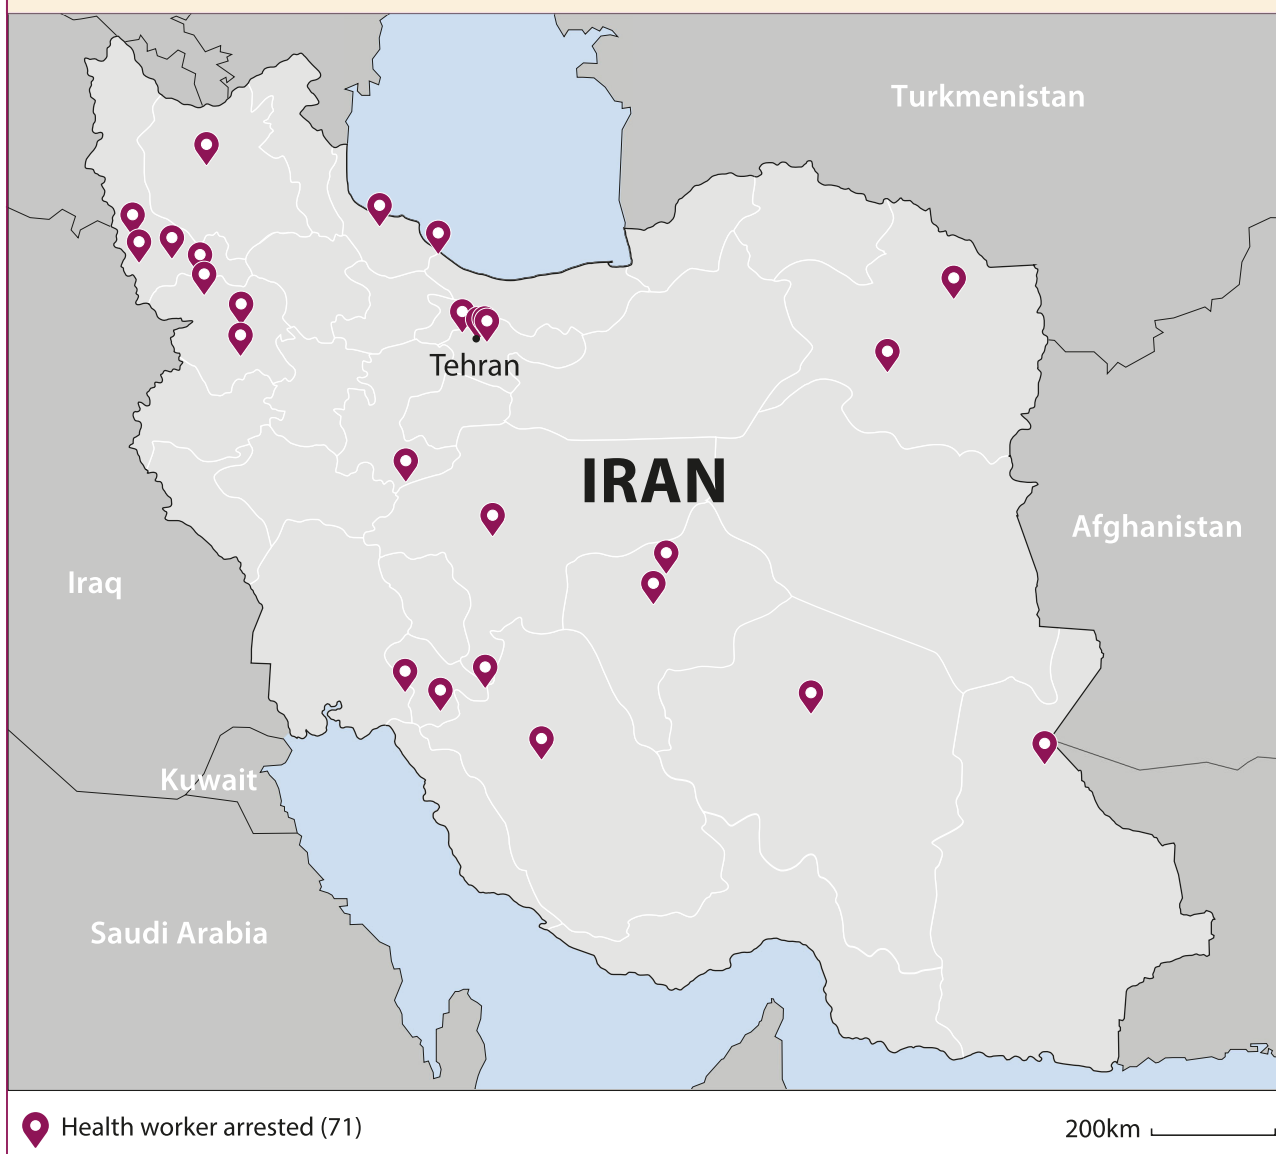 Turkmenistan
Tehran
IRAN
Afghanistan
Iraq
Kuwait
Saudi Arabia
Health worker arrested (71)
200km